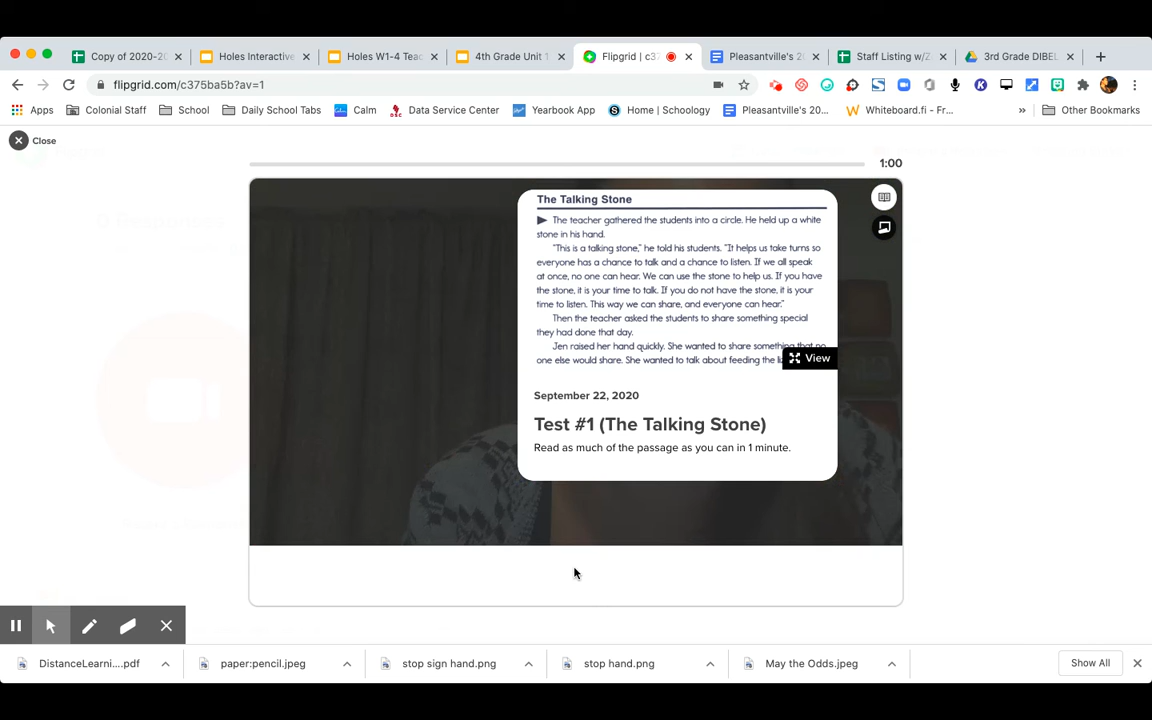 Copy of 2020-20
Holes Interactive
Holes W1-4 Teac
4th Grade Unit 1
Flipgrid | c37
Pleasantville's 20
Staff Listing w/Z
3rd Grade DIBEL
flipgrid.com/c375ba5b?av=1
Apps
Colonial Staff
School
Daily School Tabs
Calm
Data Service Center
Yearbook App
Home | Schoology
Pleasantville's 20...
Whiteboard.fi - Fr...
»
Other Bookmarks
Close
1:00
The Talking Stone
The teacher gathered the students into a circle. He held up a white
stone in his hand.
"This is a talking stone," he told his students. "It helps us take turns so
everyone has a chance to talk and a chance to listen. If we all speak
at once, no one can hear. We can use the stone to help us. If you have
the stone, it is your time to talk. If you do not have the stone, it is your
time to listen. This way we can share, and everyone can hear."
Then the teacher asked the students to share something special
they had done that day.
Jen raised her hand quickly. She wanted to share something that no
one else would share. She wanted to talk about feeding the
View
September 22, 2020
Test #1 (The Talking Stone)
Read as much of the passage as you can in 1 minute.
DistanceLearni....pdf
paper:pencil.jpeg
stop sign hand.png
stop hand.png
May the Odds.jpeg
Show All